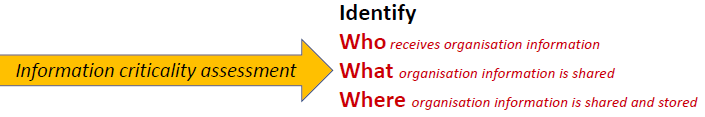 Information criticality assessment
Identify
Who receives organisation information
What organisation information is shared
Where organisation information is shared and stored